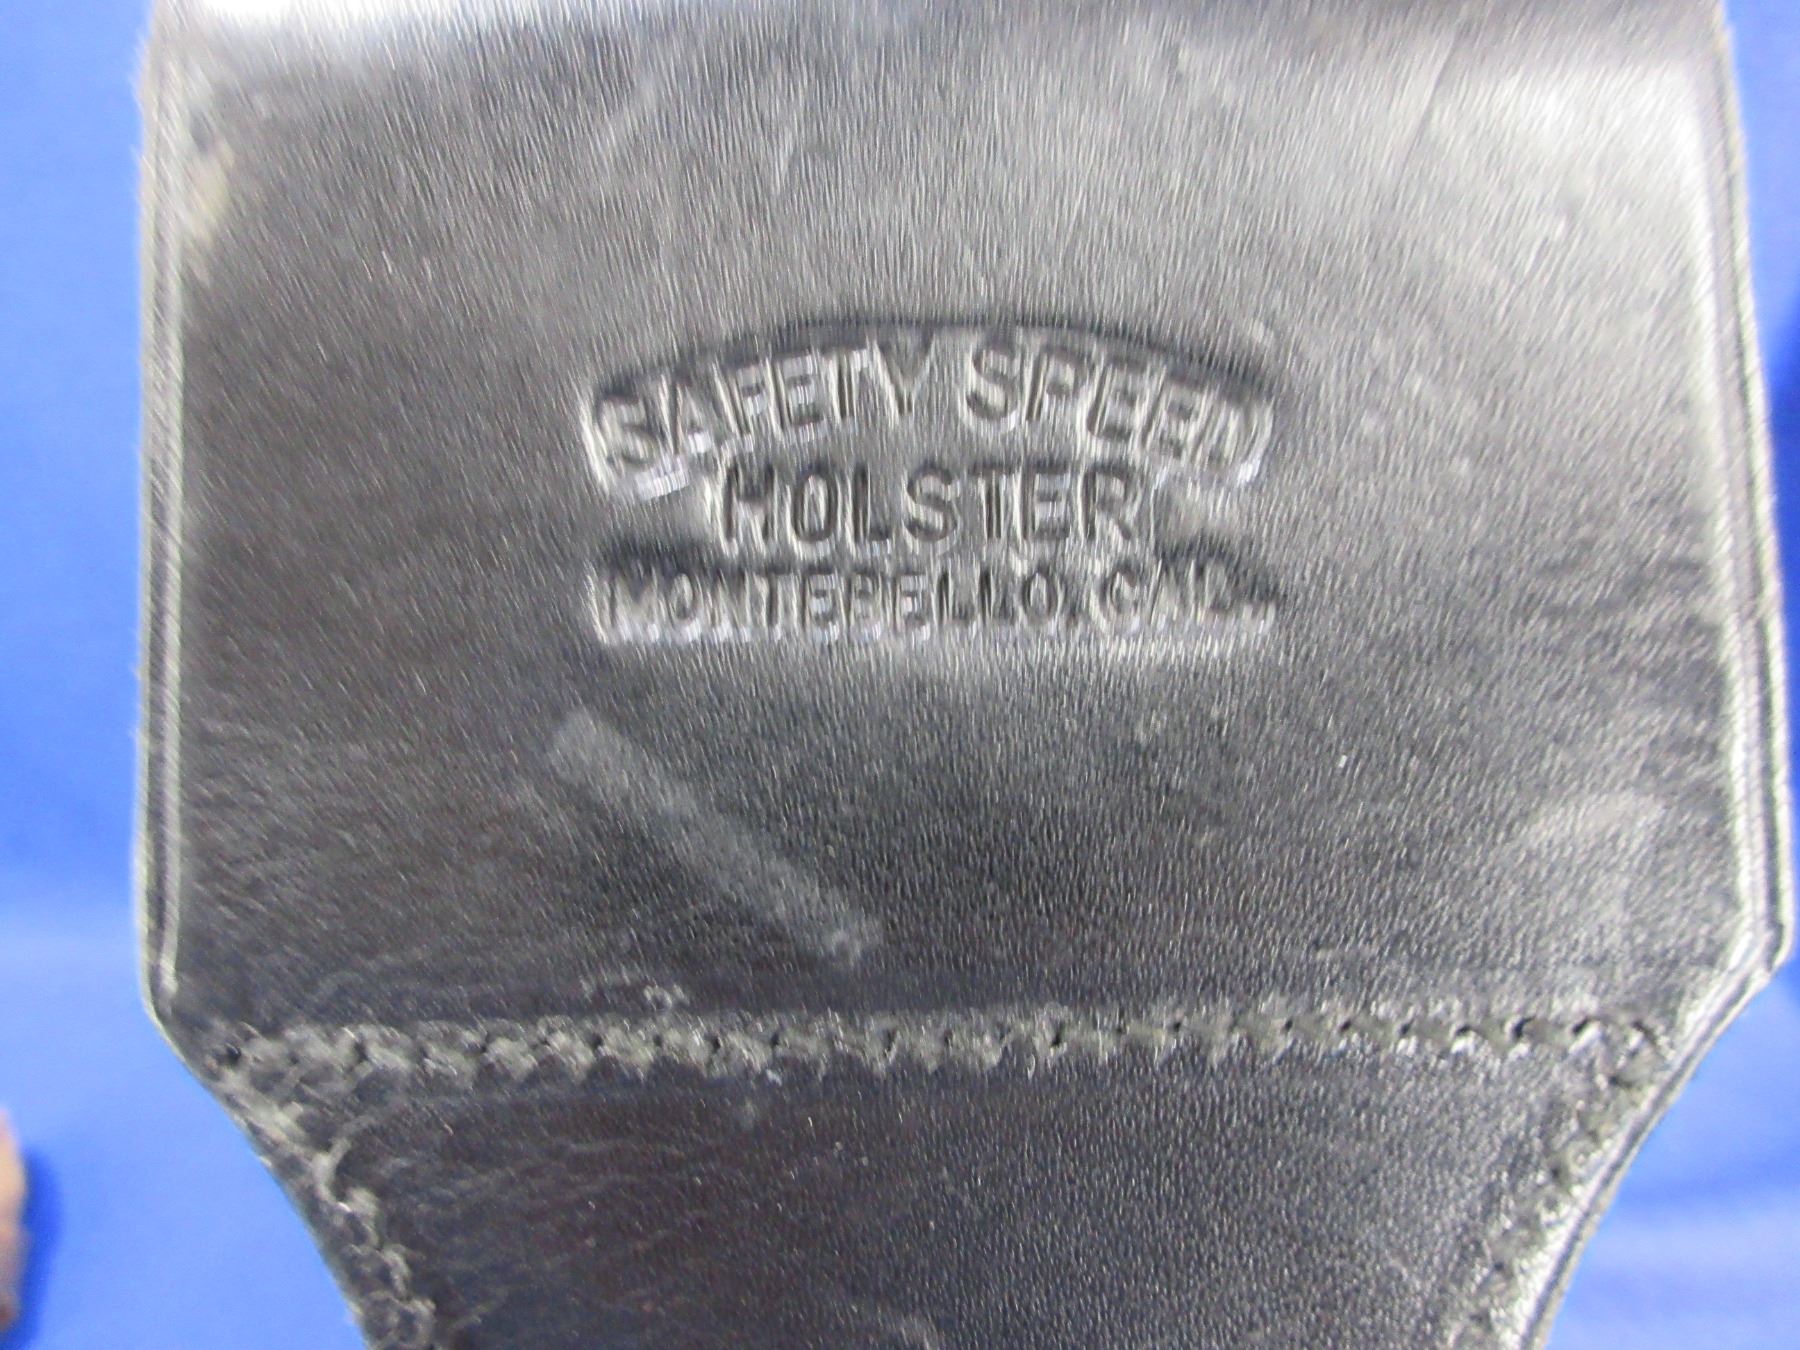 SAFETY SPEED
HOLSTER
MONTEBELLO, CAL.